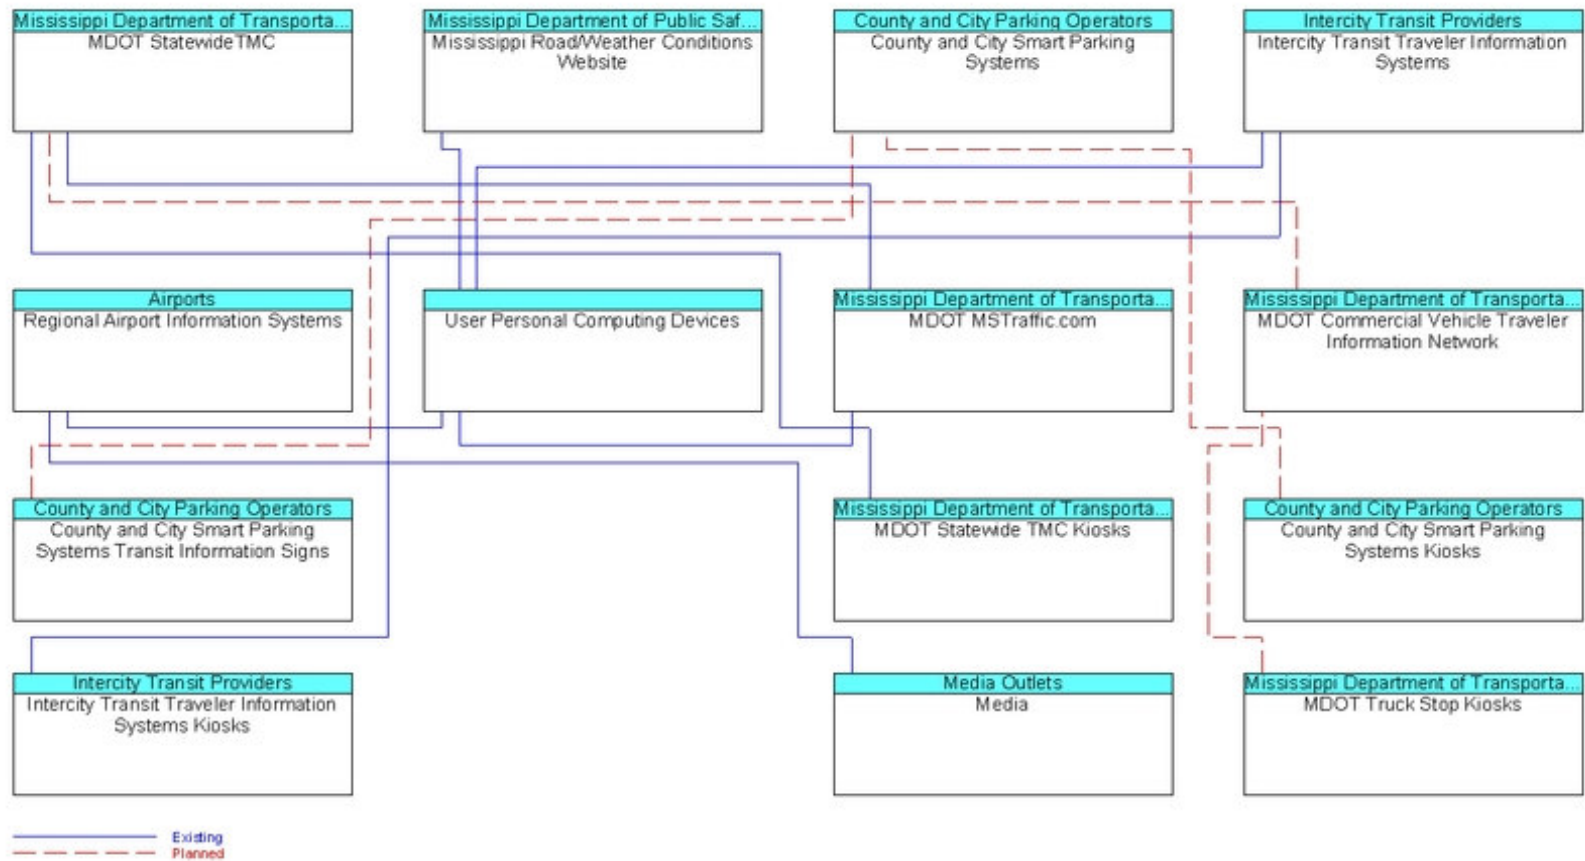 Mississippi Department of Transporta...
MDOT Statewide TMC
Mississippi Department of Public Saf...
Mississippi Road/Weather Conditions
Website
County and City Parking Operators
County and City Smart Parking
Systems
Intercity Transit Providers
Intercity Transit Traveler Information
Systems
Airports
Regional Airport Information Systems
User Personal Computing Devices
Mississippi Department of Transporta...
MDOT MSTraffic.com
Mississippi Department of Transporta...
MDOT Commercial Vehicle Traveler
Information Network
County and City Parking Operators
County and City Smart Parking
Systems Transit Information Signs
Mississippi Department of Transporta...
MDOT Statewide TMC Kiosks
County and City Parking Operators
County and City Smart Parking
Systems Kiosks
Intercity Transit Providers
Intercity Transit Traveler Information
Systems Kiosks
Media Outlets
Media
Mississippi Department of Transporta...
MDOT Truck Stop Kiosks
Existing
Planned